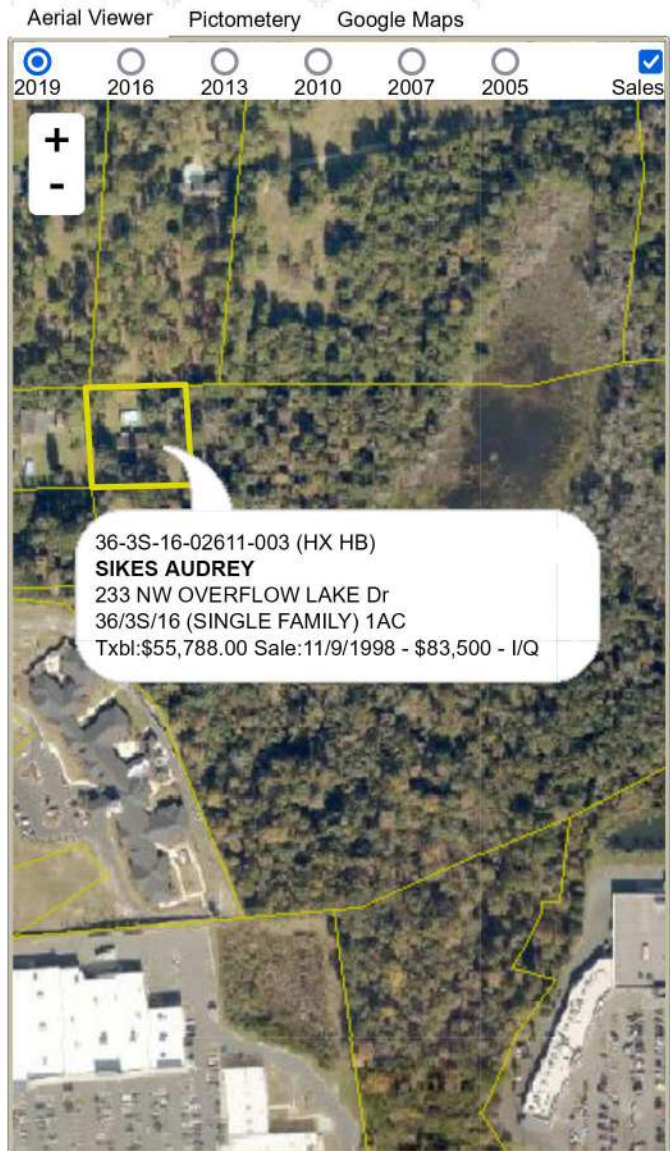 Aerial Viewer Pictometery Google Maps
2019 2016 2013 2010 2007 2005 Sales
+
-
36-3S-16-02611-003 (HX HB)
SIKES AUDREY
233 NW OVERFLOW LAKE Dr
36/3S/16 (SINGLE FAMILY) 1AC
Txbl:$55,788.00 Sale:11/9/1998 - $83,500 - I/Q